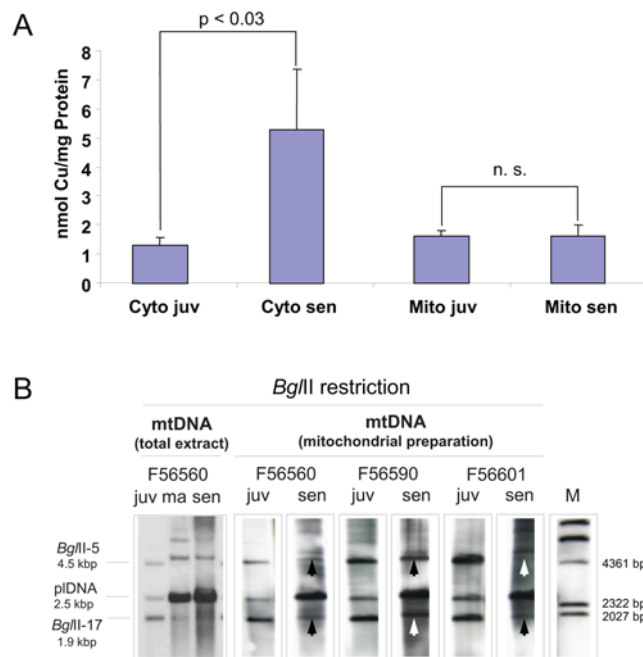 A
p < 0.03
n. s.
nmol Cu/mg Protein
8
7
6
5
4
3
2
1
0
Cyto juv Cyto sen Mito juv Mito sen
B
BglII restriction
mtDNA mtDNA
(total extract) (mitochondrial preparation)
F56560 F56560 F56590 F56601
juv ma sen juv sen juv sen juv sen M
BglII-5
4.5 kbp 4361 bp
plDNA
2.5 kbp 2322 bp
BglII-17 2027 bp
1.9 kbp